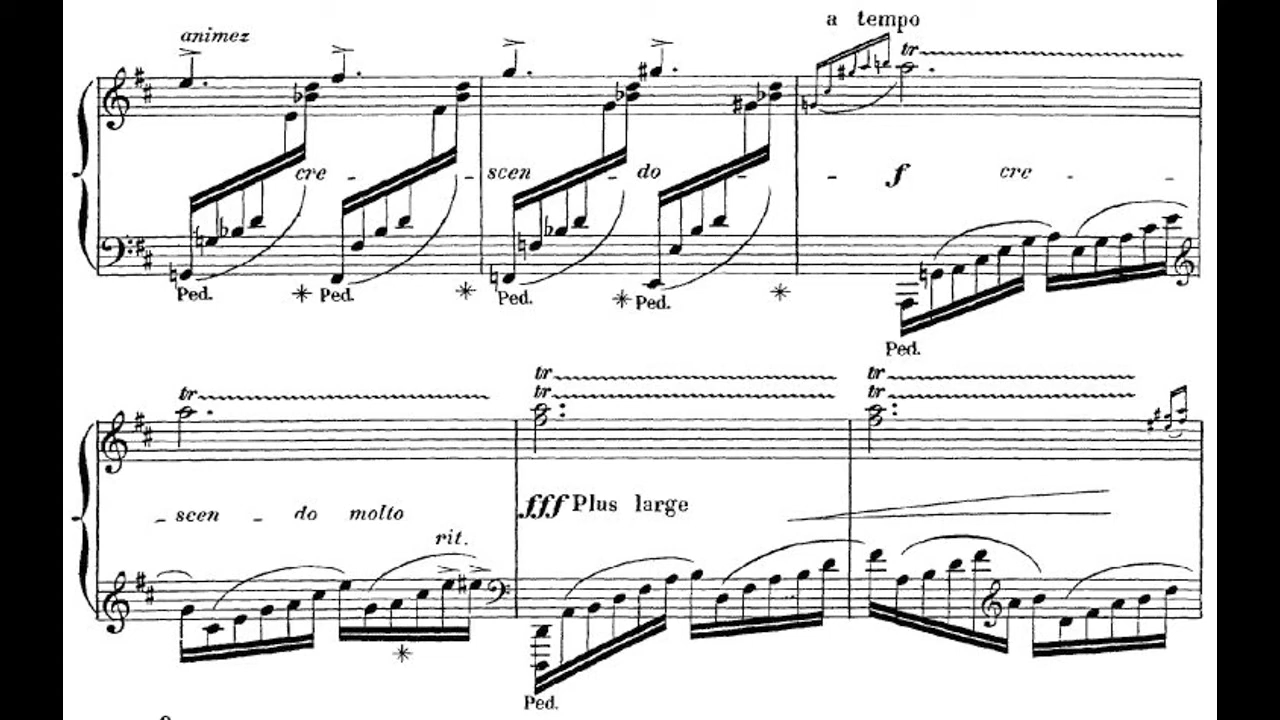 a tempo
animez
tr
cre - scen - do - - f cre - -
Ped. * Ped. * Ped. * Ped. *
Ped.
tr tr tr
tr tr
- scen - do molto fff Plus large
rit.
*
Ped.